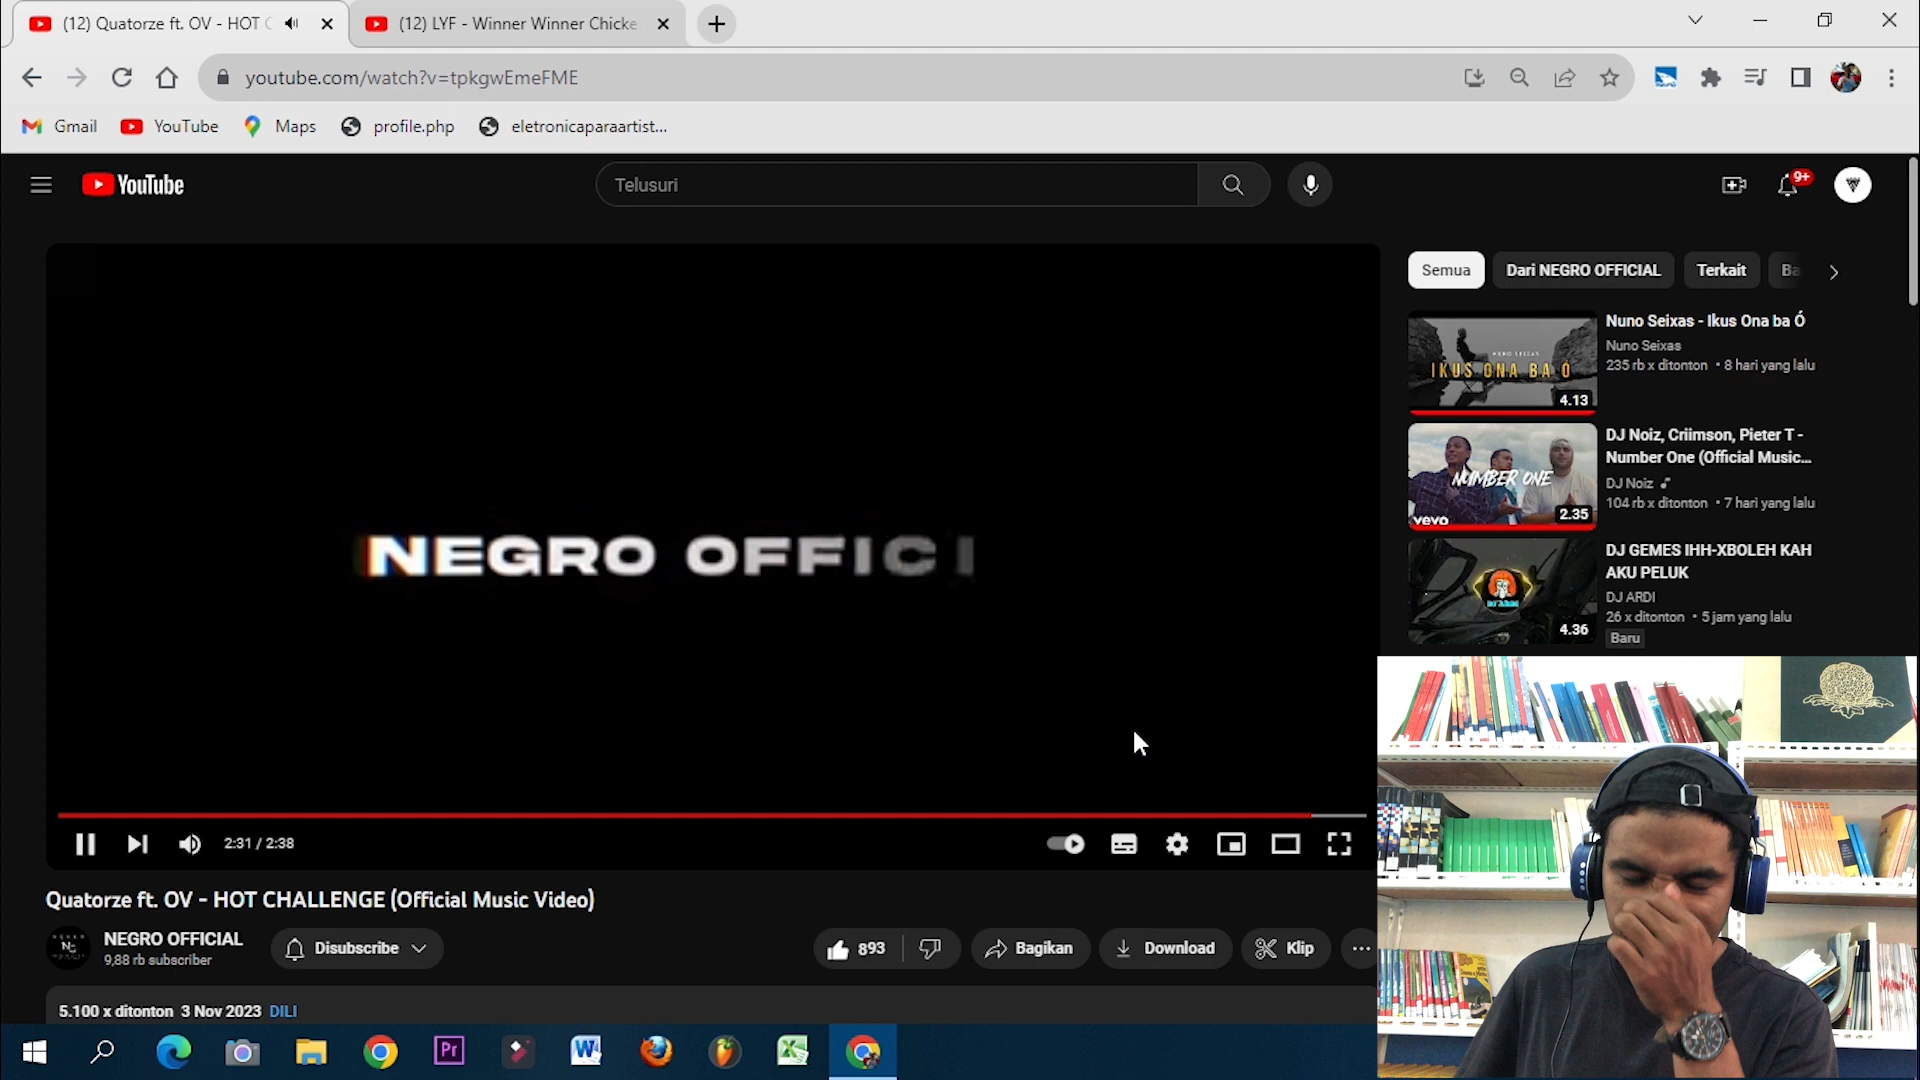 (12) Quatorze ft. OV - HOT C
(12) LYF - Winner Winner Chicke
youtube.com/watch?v=tpkgwEmeFME
Gmail
YouTube
Maps
profile.php
eletronicaparaartist...
YouTube
Telusuri
9+
NEGRO OFFICI
2:31 / 2:38
Quatorze ft. OV - HOT CHALLENGE (Official Music Video)
NEGRO OFFICIAL
9,88 rb subscriber
Disubscribe
893
Bagikan
Download
Klip
5.100 x ditonton 3 Nov 2023 DILI
Semua
Dari NEGRO OFFICIAL
Terkait
Ba
NUNO SEIXAS
IKUS ONA BA Ó
4.13
Nuno Seixas - Ikus Ona ba Ó
Nuno Seixas
235 rb x ditonton • 8 hari yang lalu
NUMBER ONE
vevo
2.35
DJ Noiz, Criimson, Pieter T -
Number One (Official Music...
DJ Noiz
104 rb x ditonton • 7 hari yang lalu
DJ ARDI
4.36
DJ GEMES IHH-XBOLEH KAH
AKU PELUK
DJ ARDI
26 x ditonton • 5 jam yang lalu
Baru
Pr
W
X